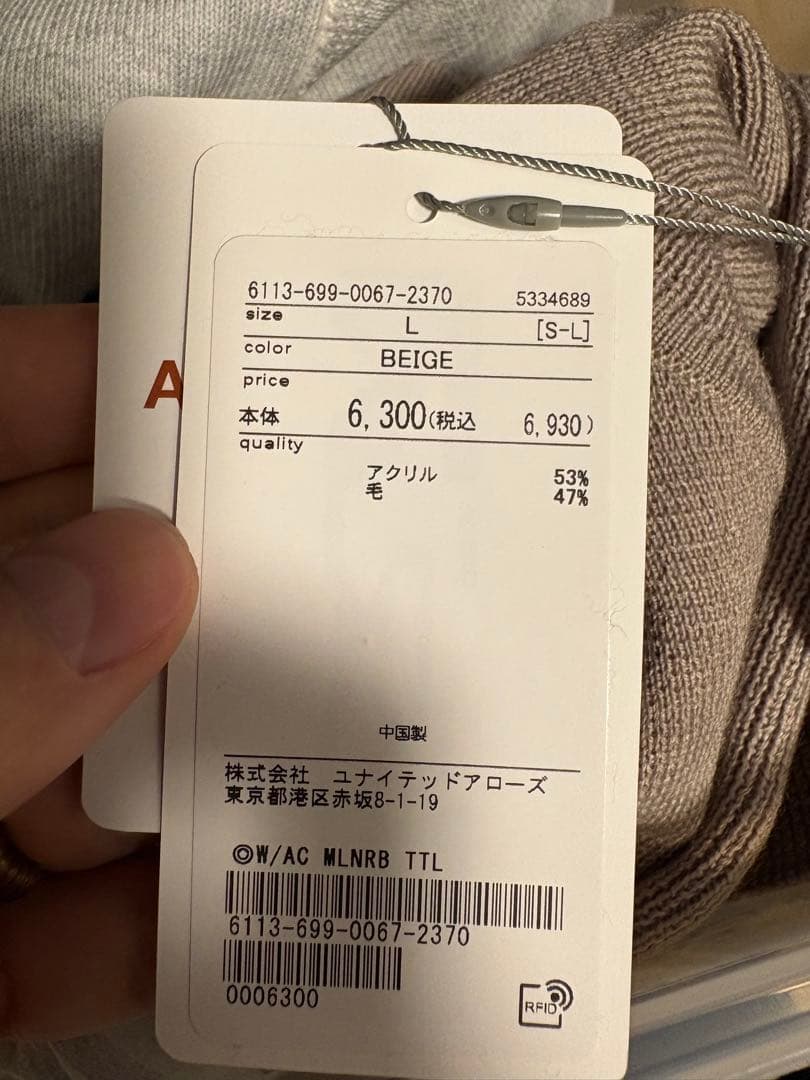 A
6113-699-0067-2370 5334689
size L [S-L]
color BEIGE
price
本体 6,300(税込 6,930)
quality
アクリル 53%
毛 47%
中国製
株式会社 ユナイテッドアローズ
東京都港区赤坂8-1-19
◎W/AC MLNRB TTL
6113-699-0067-2370
0006300
RFID